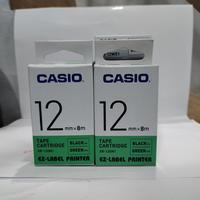 CASIO
12 mm×8m
TAPE CARTRIDGE
BLACK
GREEN
EZ-LABEL PRINTER
CASIO
12 mm×8m
TAPE CARTRIDGE
BLACK
GREEN
EZ-LABEL PRINTER